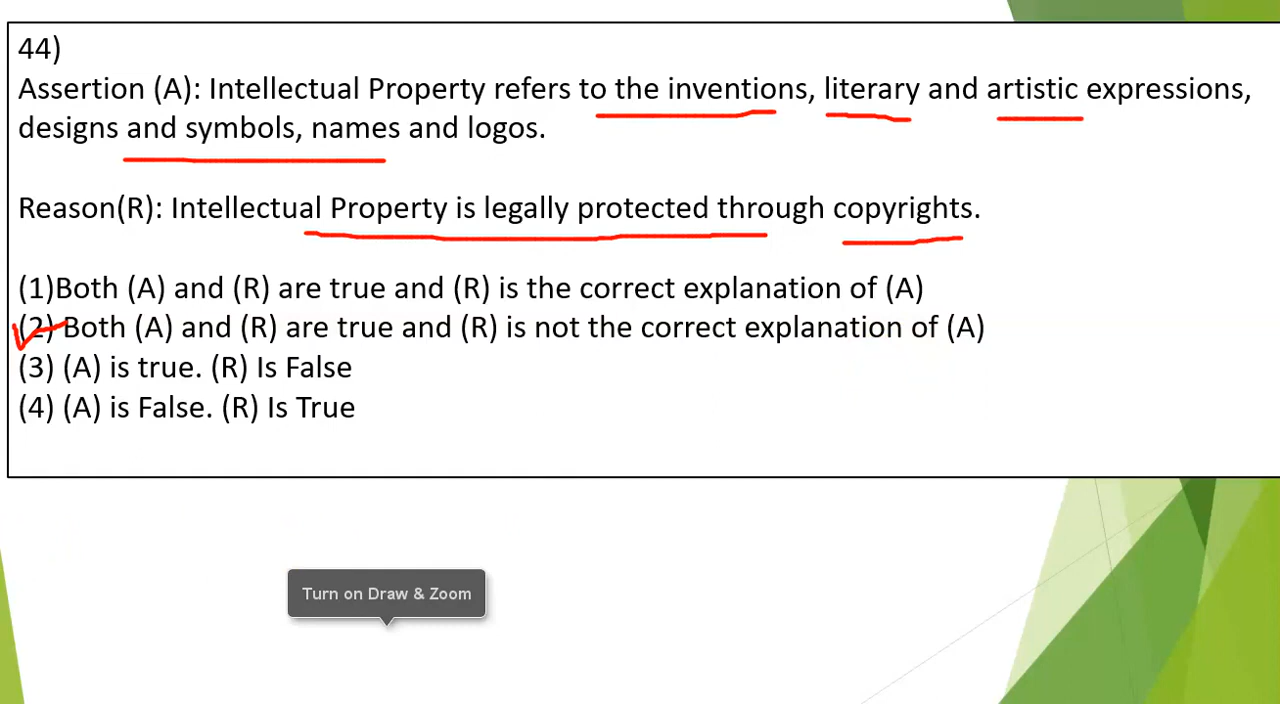 44)
Assertion (A): Intellectual Property refers to the inventions, literary and artistic expressions,
designs and symbols, names and logos.
Reason(R): Intellectual Property is legally protected through copyrights.
(1)Both (A) and (R) are true and (R) is the correct explanation of (A)
(2) Both (A) and (R) are true and (R) is not the correct explanation of (A)
(3) (A) is true. (R) Is False
(4) (A) is False. (R) Is True
Turn on Draw & Zoom